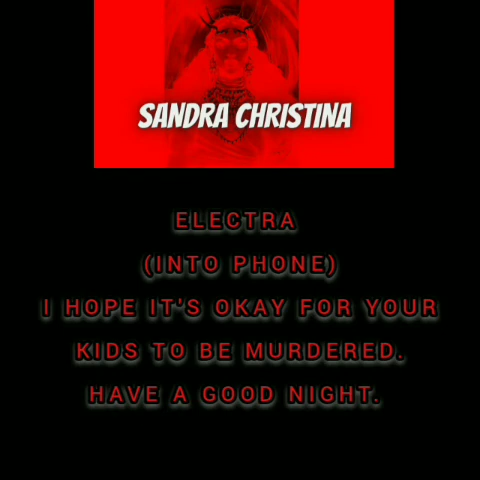 SANDRA CHRISTINA
ELECTRA
(INTO PHONE)
I HOPE IT'S OKAY FOR YOUR
KIDS TO BE MURDERED.
HAVE A GOOD NIGHT.